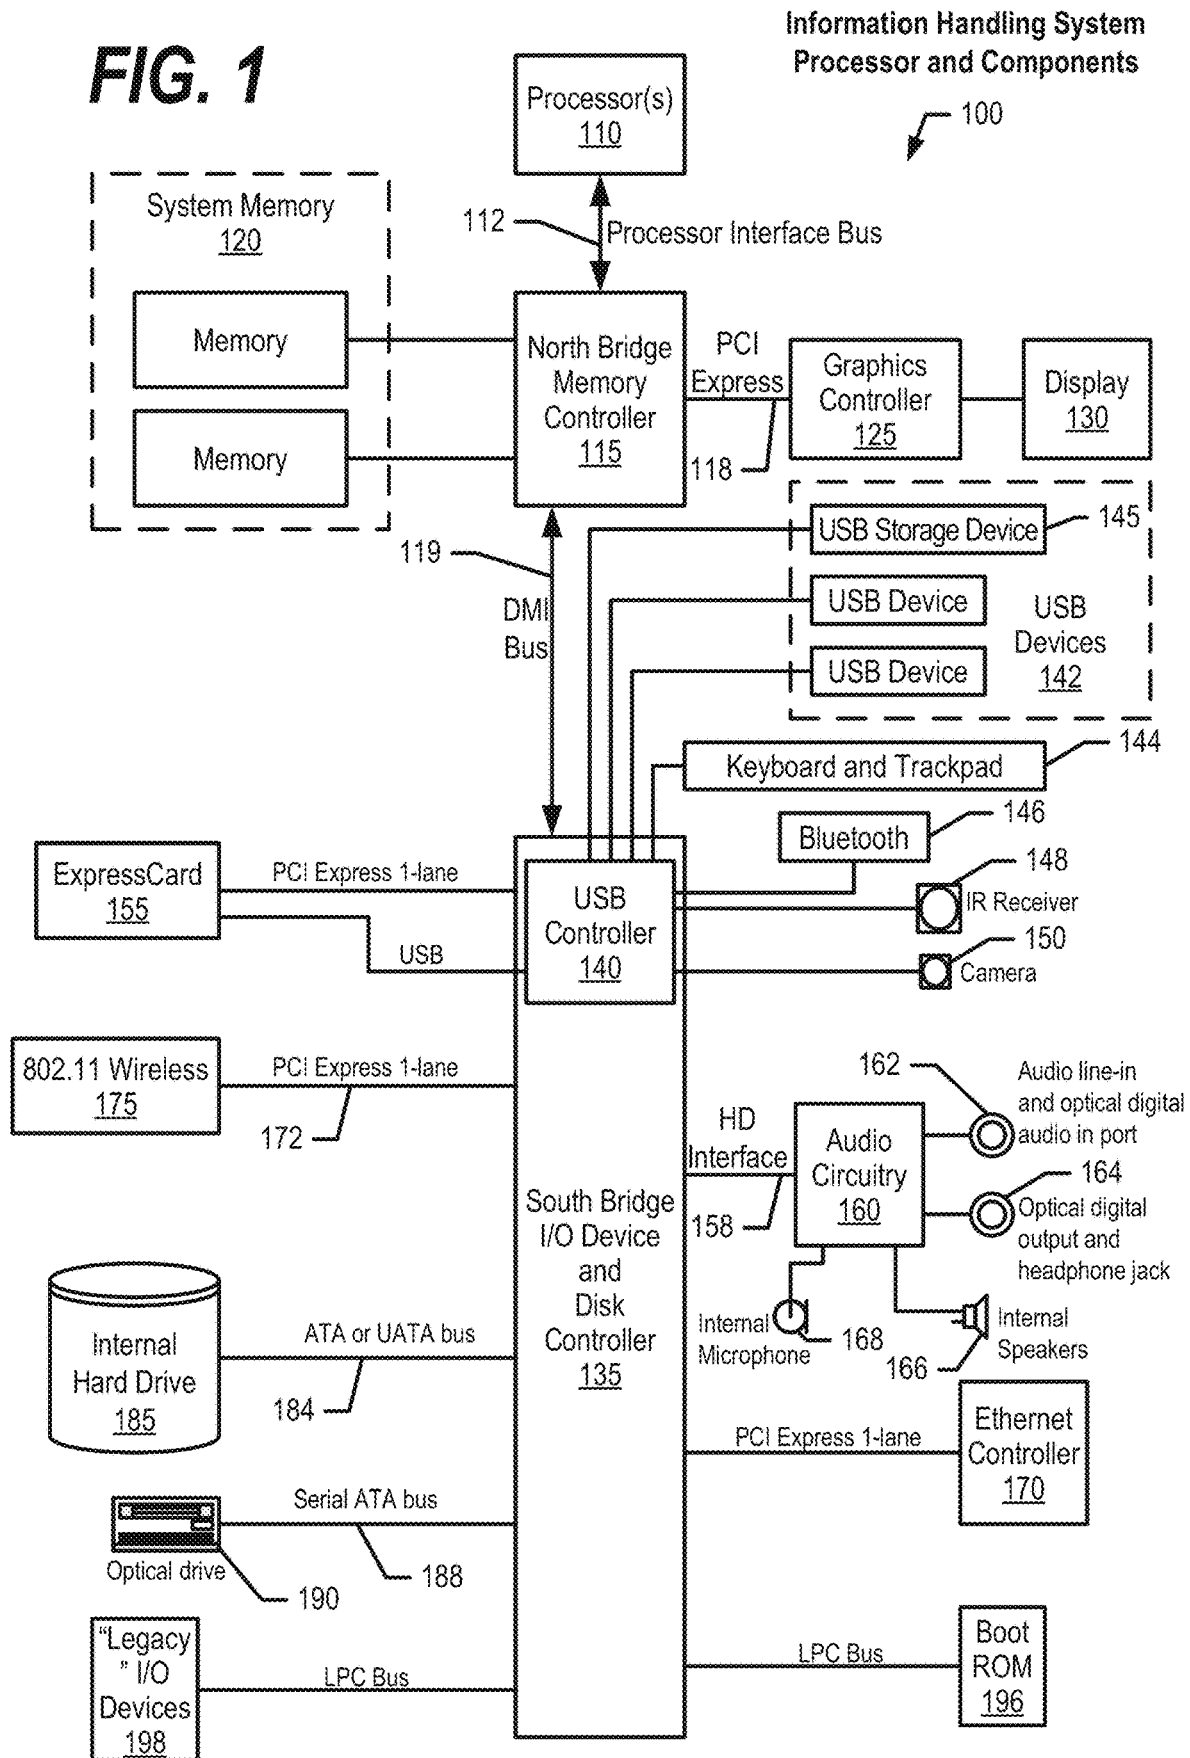 FIG. 1
Information Handling System
Processor and Components
100
Processor(s)
110
System Memory
120
112
Processor Interface Bus
Memory
Memory
North Bridge
Memory
Controller
115
PCI
Express
118
Graphics
Controller
125
Display
130
119
DMI
Bus
USB Storage Device
145
USB Device
USB Device
USB
Devices
142
Keyboard and Trackpad
144
Bluetooth
146
148
IR Receiver
150
Camera
ExpressCard
155
PCI Express 1-lane
USB
USB
Controller
140
802.11 Wireless
175
PCI Express 1-lane
172
HD
Interface
158
Audio
Circuitry
160
162
Audio line-in
and optical digital
audio in port
164
Optical digital
output and
headphone jack
South Bridge
I/O Device
and
Disk
Controller
135
Internal
Microphone
168
166
Internal
Speakers
Internal
Hard Drive
185
ATA or UATA bus
184
PCI Express 1-lane
Ethernet
Controller
170
Serial ATA bus
188
Optical drive
190
“Legacy
” I/O
Devices
198
LPC Bus
LPC Bus
Boot
ROM
196